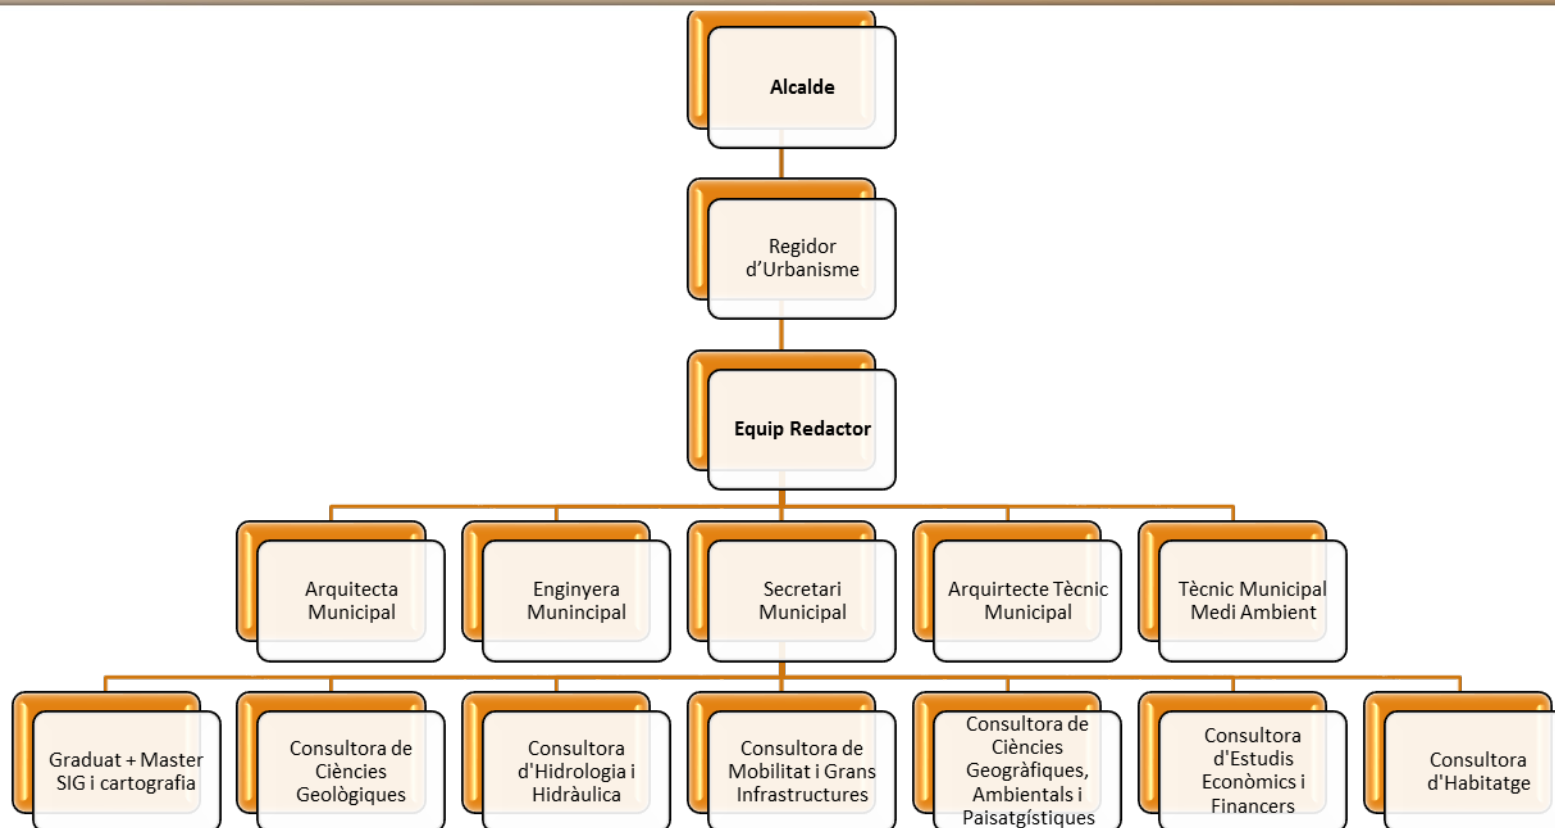 Alcalde
Regidor
d’Urbanisme
Equip Redactor
Arquitecta
Municipal
Enginyera
Munincipal
Secretari
Municipal
Arquirtecte Tècnic
Municipal
Tècnic Municipal
Medi Ambient
Graduat + Master
SIG i cartografia
Consultora de
Ciències
Geològiques
Consultora
d'Hidrologia i
Hidràulica
Consultora de
Mobilitat i Grans
Infrastructures
Consultora de
Ciències
Geogràfiques,
Ambientals i
Paisatgístiques
Consultora
d'Estudis
Econòmics i
Financers
Consultora
d'Habitatge